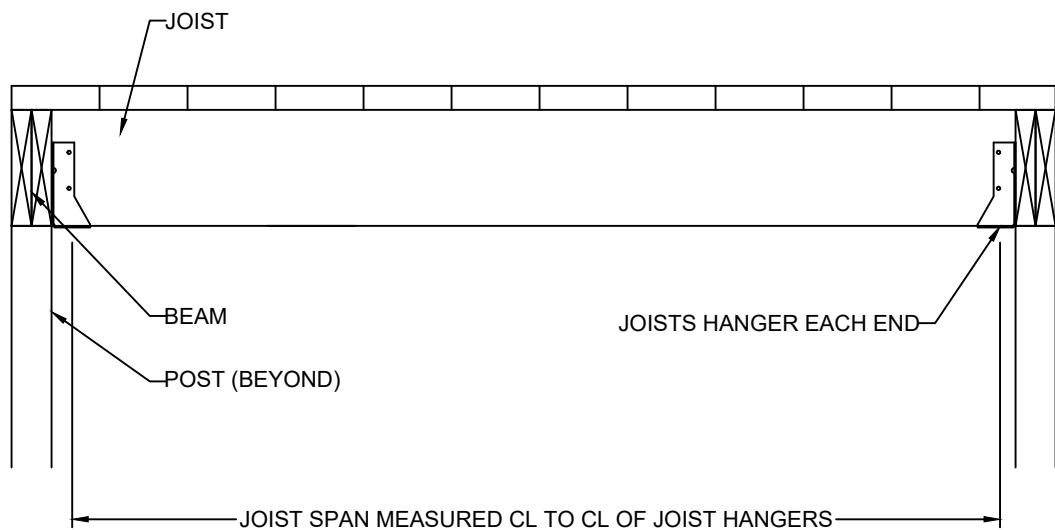 JOIST
BEAM
JOISTS HANGER EACH END
POST (BEYOND)
JOIST SPAN MEASURED CL TO CL OF JOIST HANGERS